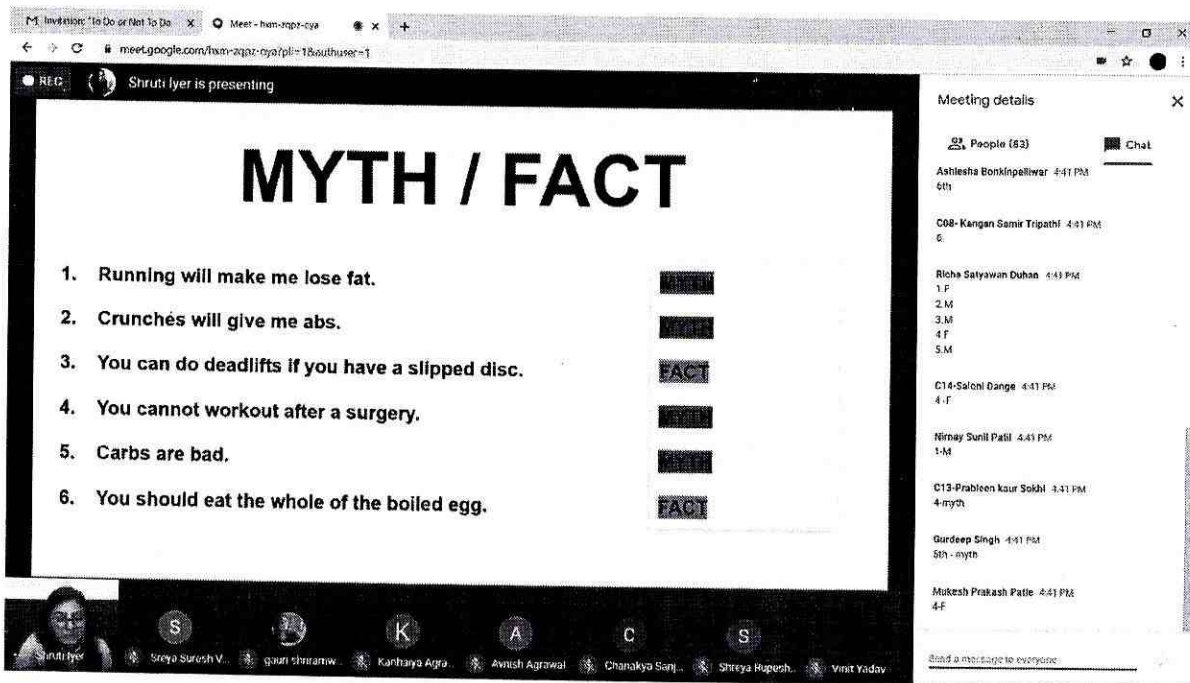 Invitation: "To Do or Not To Do
Meet - hxm-zqpz-cya
meet.google.com/hxm-zqpz-cya?pli=1&authuser=1
REC
Shruti Iyer is presenting
MYTH / FACT
1. Running will make me lose fat. MYTH
2. Crunches will give me abs. MYTH
3. You can do deadlifts if you have a slipped disc. FACT
4. You cannot workout after a surgery. MYTH
5. Carbs are bad. MYTH
6. You should eat the whole of the boiled egg. FACT
Shruti Iyer
S
Sreya Suresh V...
gauri shriramw...
K
Kanhaiya Agra...
A
Avnish Agrawal
C
Chanakya Sanj...
S
Shreya Rupesh...
Vinit Yadav
Meeting details
People (83)
Chat
Ashlesha Bonkinpelliwar 4:41 PM
6th
C08- Kangan Samir Tripathi 4:41 PM
6
Richa Satyawan Duhan 4:41 PM
1.F
2.M
3.M
4 F
5.M
C14-Saloni Dange 4:41 PM
4 -F
Nirnay Sunil Patil 4:41 PM
1-M
C13-Prableen kaur Sokhi 4:41 PM
4-myth
Gurdeep Singh 4:41 PM
5th - myth
Mukesh Prakash Patle 4:41 PM
4-F
Send a message to everyone